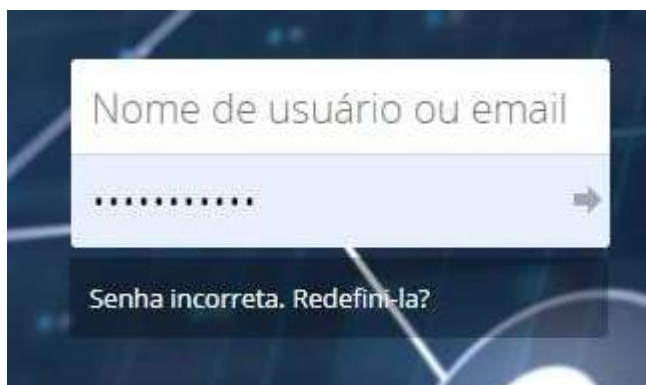 Nome de usuário ou email
•••••••••••
Senha incorreta. Redefini-la?